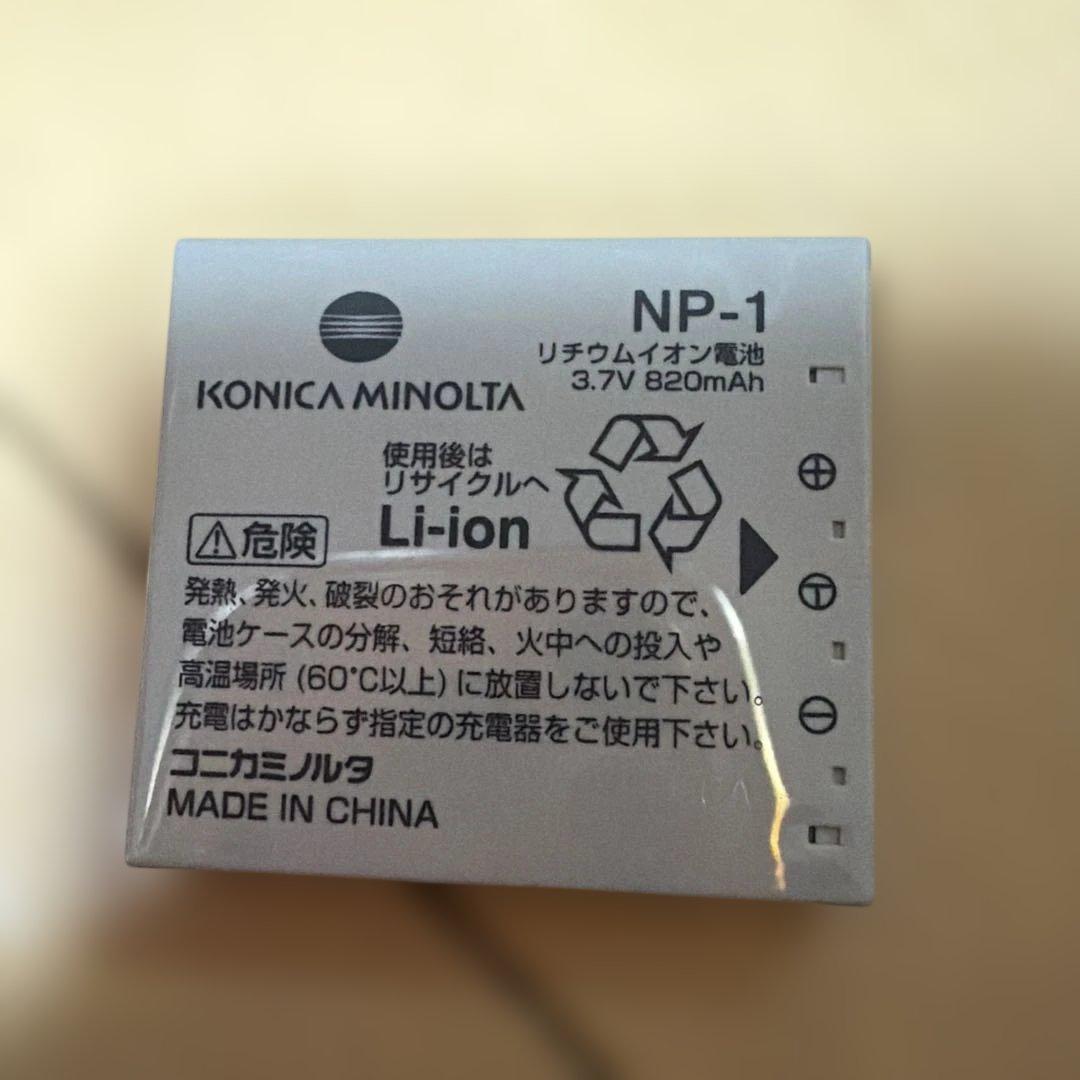 NP-1
リチウムイオン電池
3.7V 820mAh
KONICA MINOLTA
使用後は
リサイクルへ
Li-ion
⚠危険
発熱、発火、破裂のおそれがありますので、
電池ケースの分解、短絡、火中への投入や
高温場所 (60°C以上) に放置しないで下さい。
充電はかならず指定の充電器をご使用下さい。
コニカミノルタ
MADE IN CHINA
⊕
T
⊖